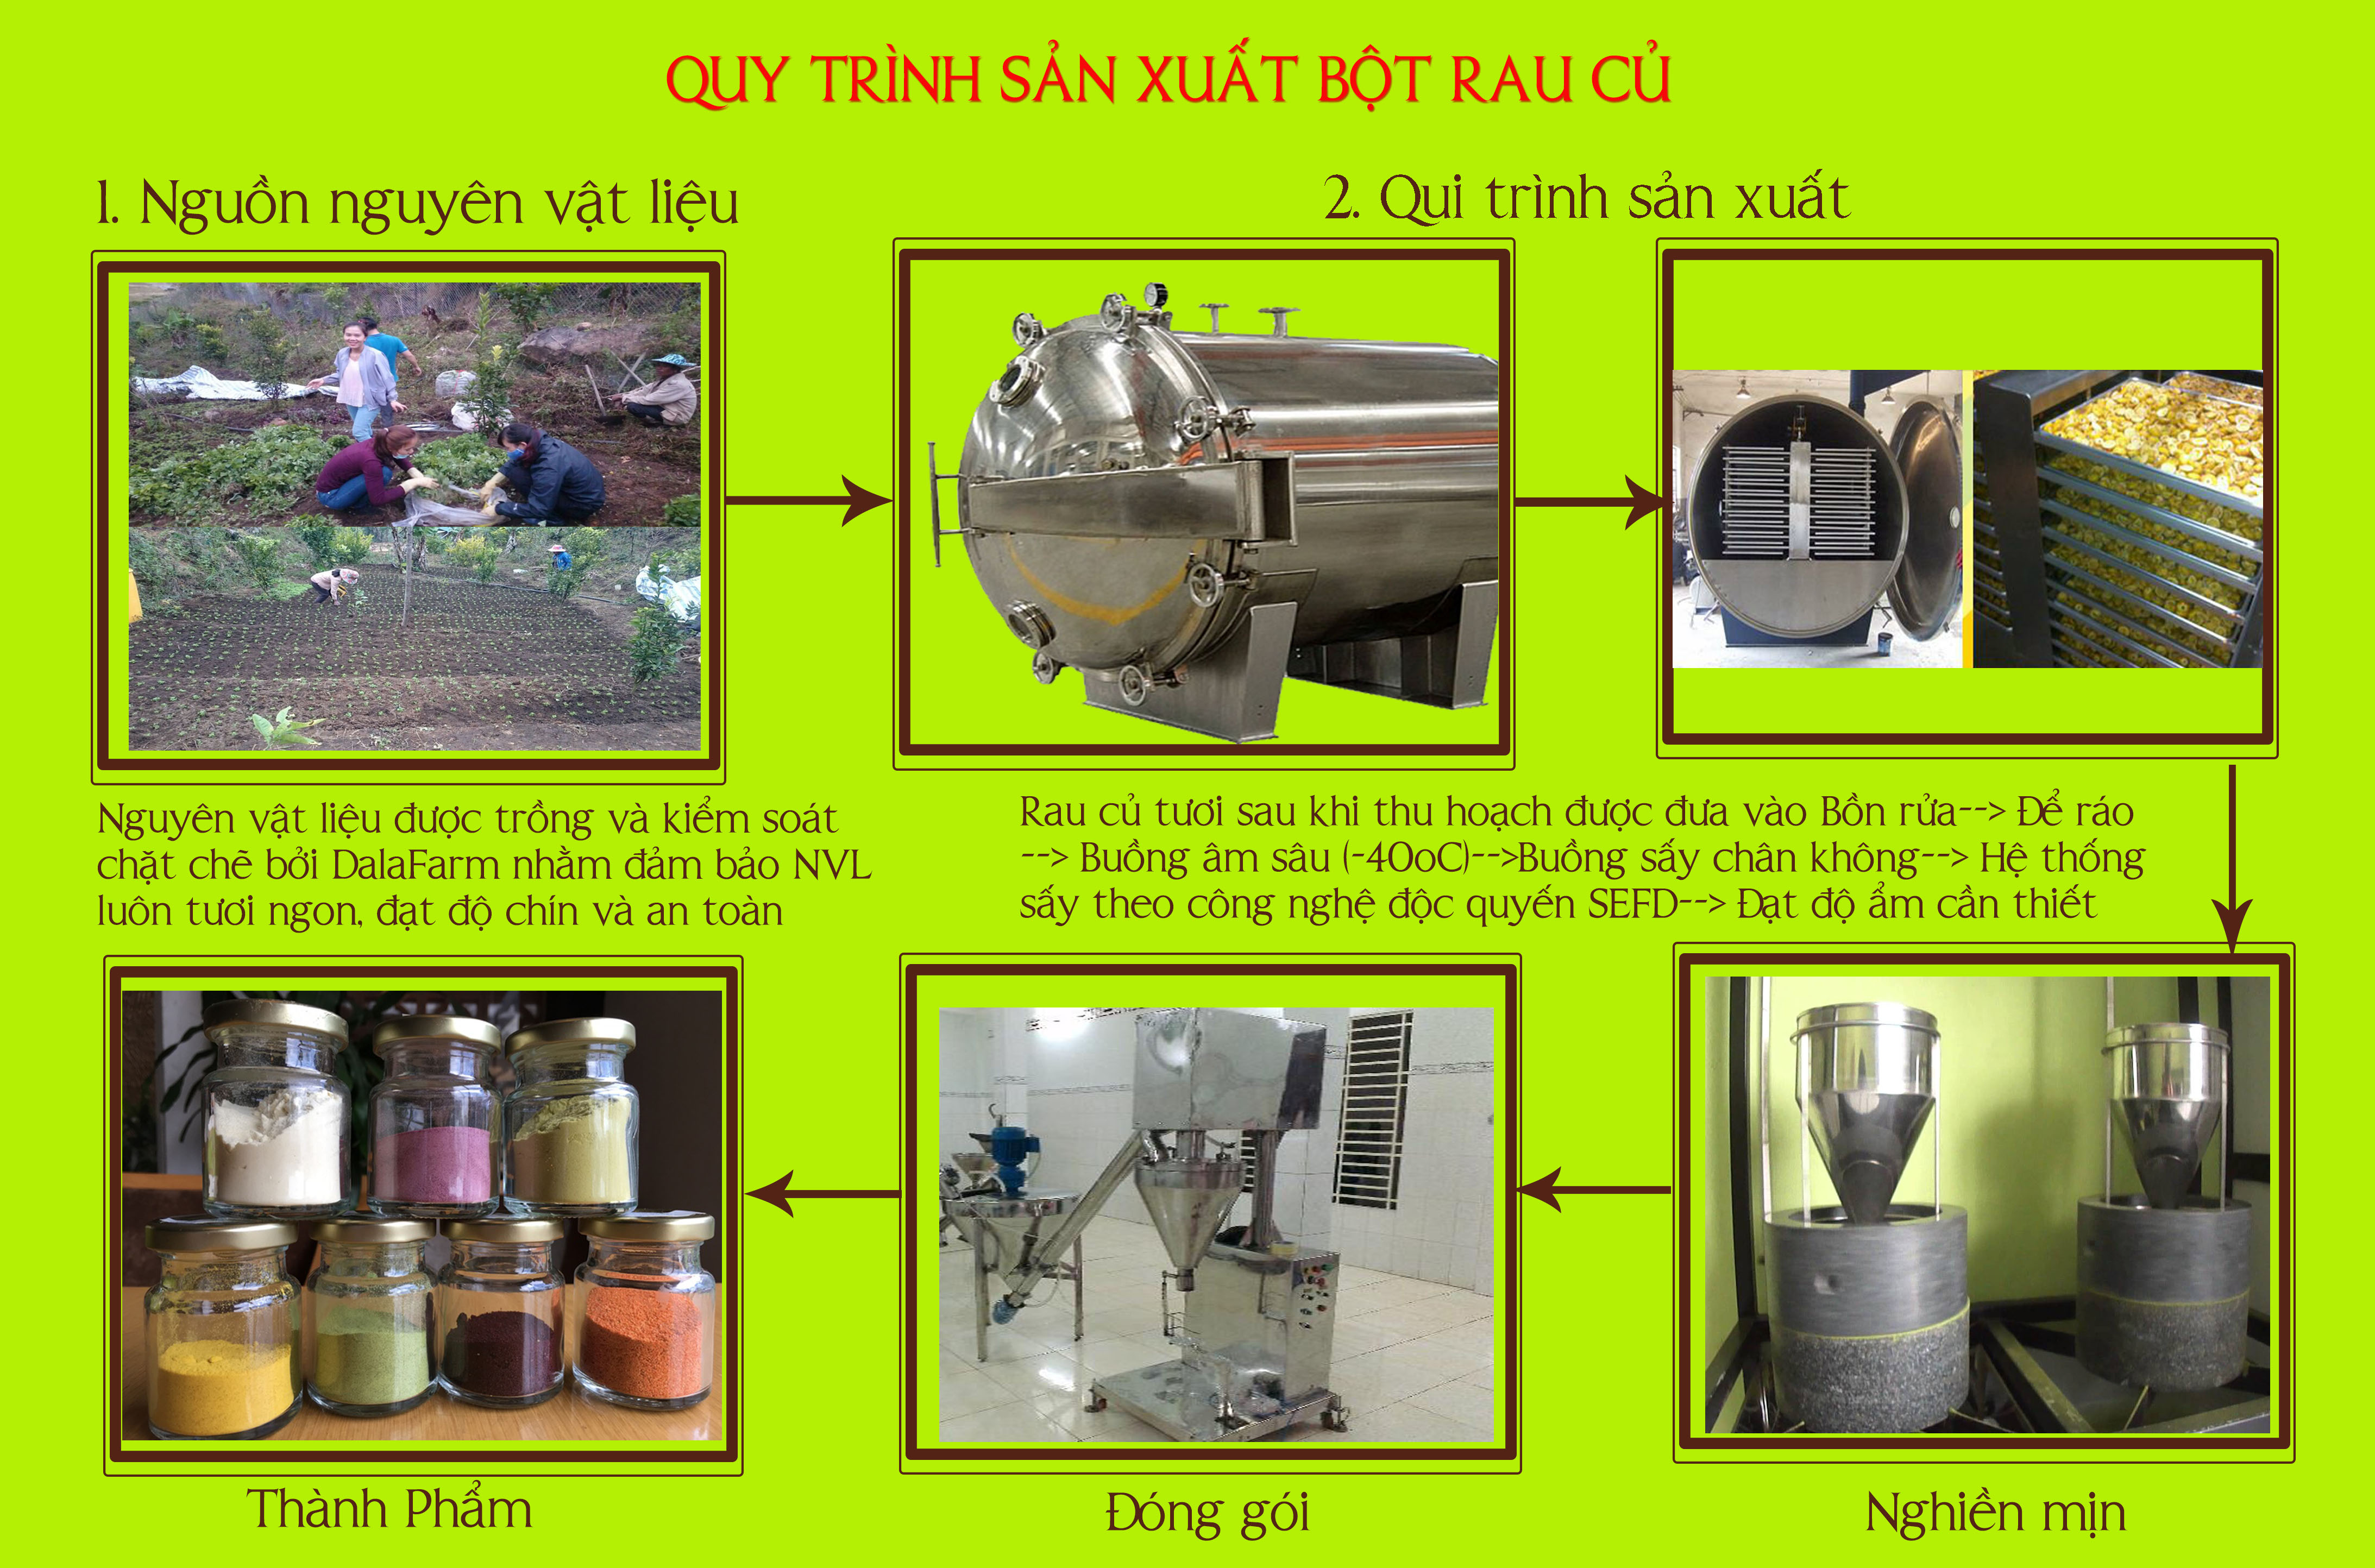 QUY TRÌNH SẢN XUẤT BỘT RAU CỦ
1. Nguồn nguyên vật liệu
2. Qui trình sản xuất
Nguyên vật liệu được trồng và kiểm soát
chặt chẽ bởi DalaFarm nhằm đảm bảo NVL
luôn tươi ngon, đạt độ chín và an toàn
Rau củ tươi sau khi thu hoạch được đưa vào Bồn rửa--> Để ráo
--> Buồng âm sâu (-40oC)-->Buồng sấy chân không--> Hệ thống
sấy theo công nghệ độc quyến SEFD--> Đạt độ ẩm cần thiết
Thành Phẩm
Đóng gói
Nghiền mịn